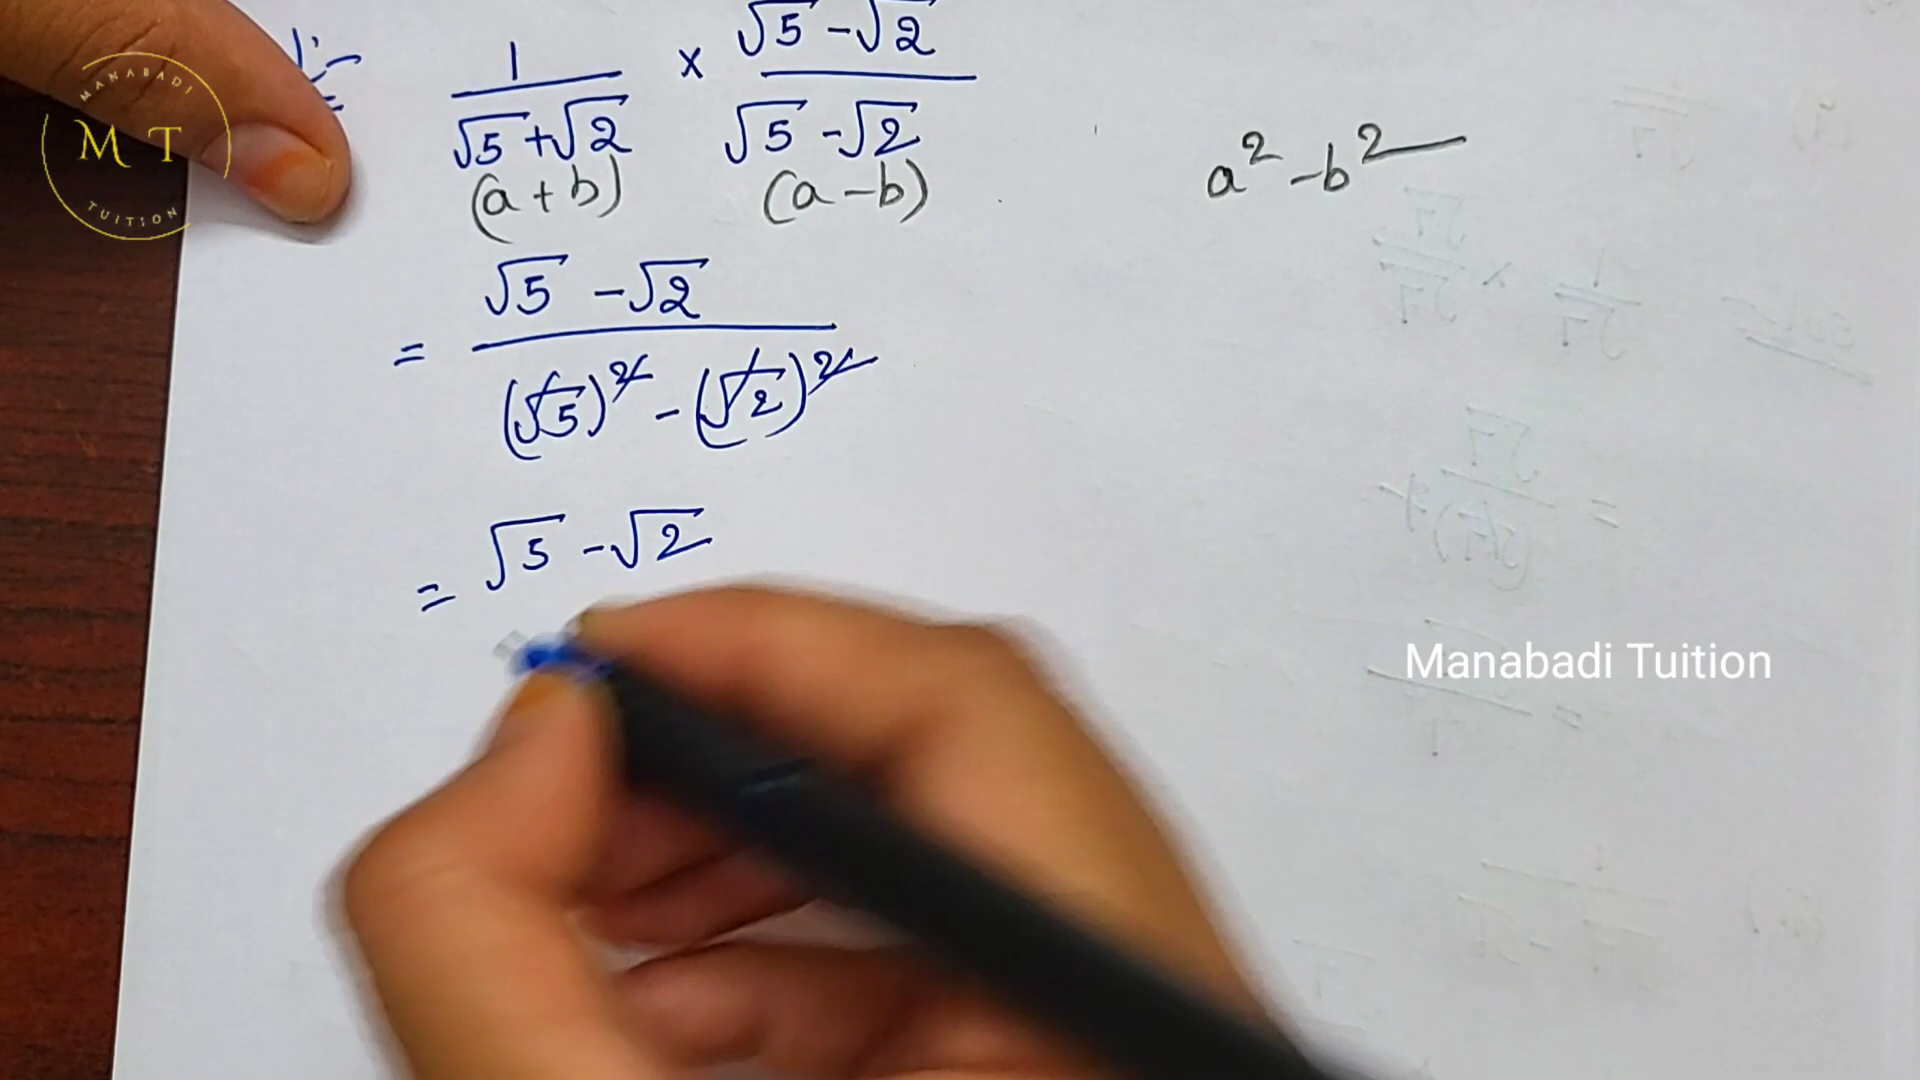 MANABADI
M T
TUITION
1/(√5+√2) × (√5-√2)/(√5-√2)
(a+b) (a-b)
a²-b²
= (√5-√2)/((√5)²-(√2)²)
= √5-√2
Manabadi Tuition